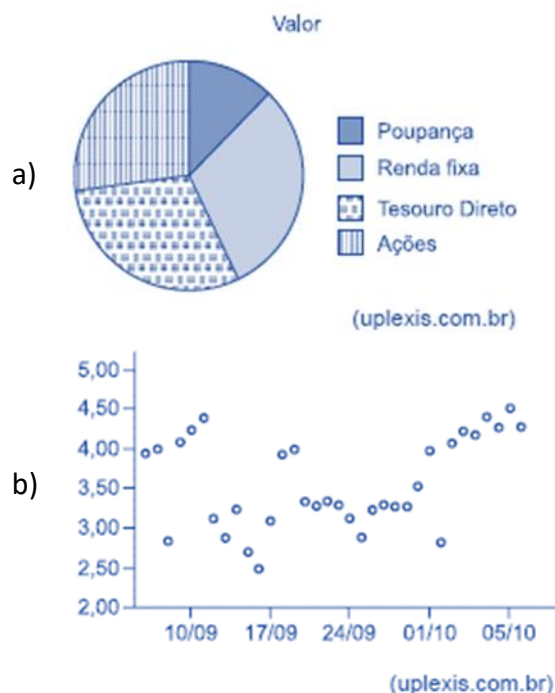 Valor
a)
Poupança
Renda fixa
Tesouro Direto
Ações
(uplexis.com.br)
b)
5,00
4,50
4,00
3,50
3,00
2,50
2,00
10/09 17/09 24/09 01/10 05/10
(uplexis.com.br)